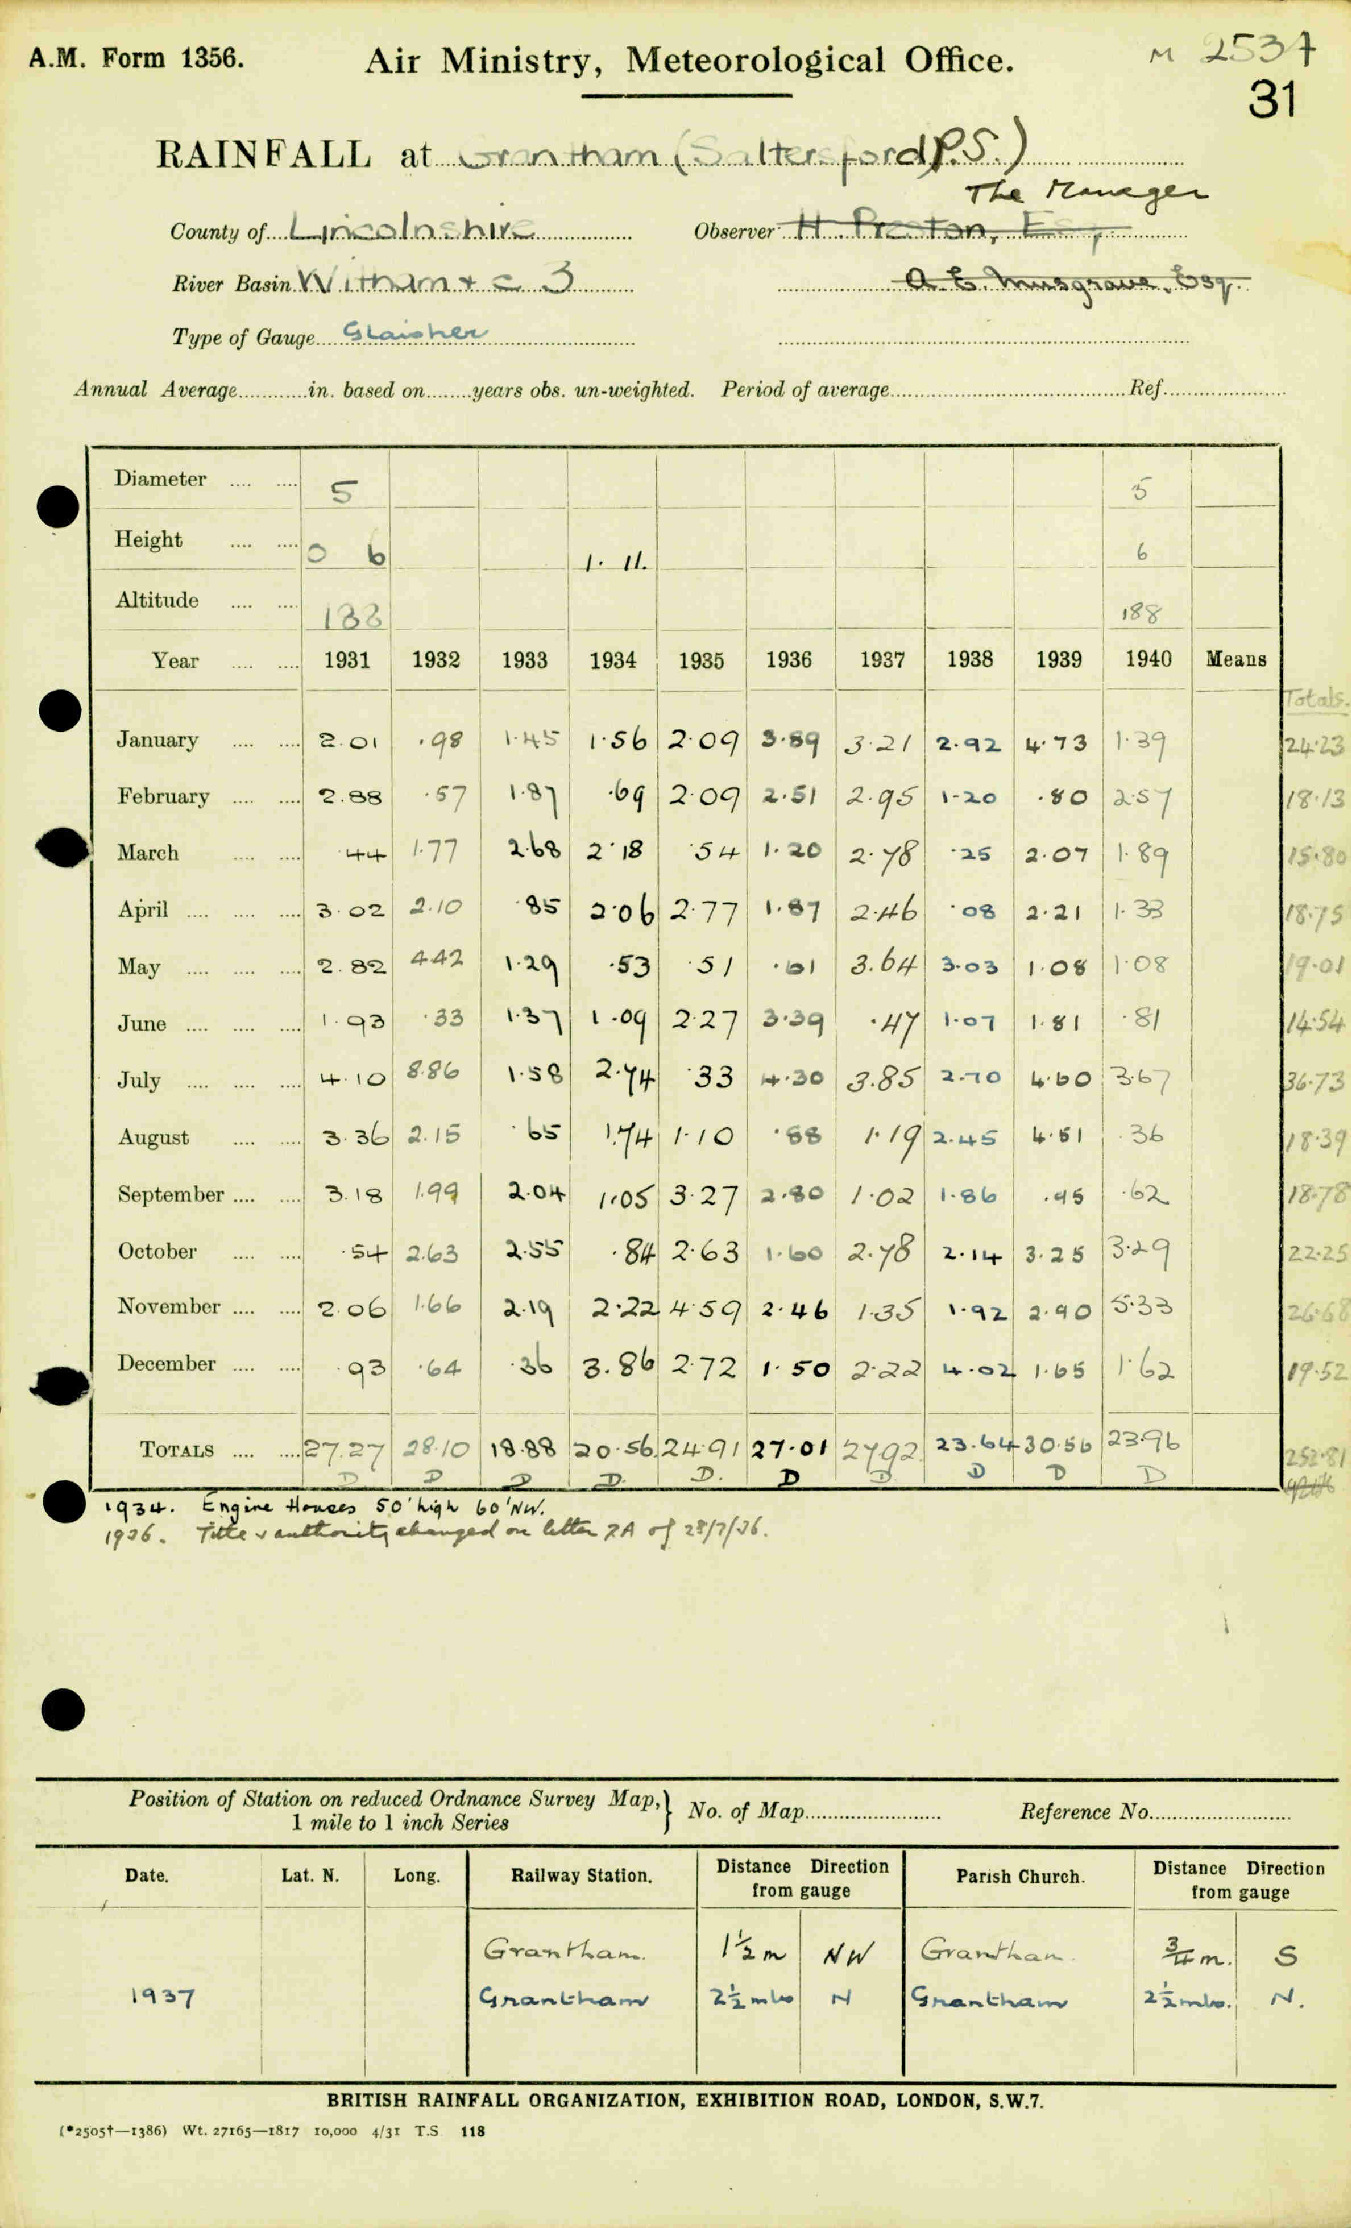 A.M. Form 1356. Air Ministry, Meteorological Office. M 2537
31
RAINFALL at Grantham (Saltersford P.S.)
The Manager
County of Lincolnshire Observer H. Preston, Esq,
River Basin Witham & c 3 A. E. Musgrave, Esq.
Type of Gauge Glaisher
Annual Average in. based on years obs. un-weighted. Period of average Ref.
Diameter 5 5
Height 0 6 1. 11. 6
Altitude 188 188
Year 1931 1932 1933 1934 1935 1936 1937 1938 1939 1940 Means
Totals.
January 2.01 .98 1.45 1.56 2.09 3.89 3.21 2.92 4.73 1.39 24.23
February 2.88 .57 1.87 .69 2.09 2.51 2.95 1.20 .80 2.57 18.13
March .44 1.77 2.68 2.18 .54 1.20 2.78 .25 2.07 1.89 15.80
April 3.02 2.10 .85 2.06 2.77 1.87 2.46 .08 2.21 1.33 18.75
May 2.82 4.42 1.29 .53 .51 .61 3.64 3.03 1.08 1.08 19.01
June 1.93 .33 1.37 1.09 2.27 3.39 .47 1.07 1.81 .81 14.54
July 4.10 8.86 1.58 2.74 .33 4.30 3.85 2.70 4.60 3.67 36.73
August 3.36 2.15 .65 1.74 1.10 .88 1.19 2.45 4.51 .36 18.39
September 3.18 1.99 2.04 1.05 3.27 2.80 1.02 1.86 .95 .62 18.78
October .54 2.63 2.55 .84 2.63 1.60 2.78 2.14 3.25 3.29 22.25
November 2.06 1.66 2.19 2.22 4.59 2.46 1.35 1.92 2.90 5.33 26.68
December .93 .64 .36 3.86 2.72 1.50 2.22 4.02 1.65 1.62 19.52
TOTALS 27.27 28.10 18.88 20.56 24.91 27.01 27.92 23.64 30.56 23.96 252.81
D D D D. D. D D D D D
1934. Engine Houses 50' high 60' NW.
1936. Title & authority changed on letter RA of 28/7/36.
Position of Station on reduced Ordnance Survey Map,
1 mile to 1 inch Series
No. of Map Reference No.
Date. Lat. N. Long. Railway Station. Distance Direction from gauge Parish Church. Distance Direction from gauge
Grantham. 1½ m NW Grantham. ¾ m. S
1937 Grantham 2½ mls N Grantham 2½ mls. N.
BRITISH RAINFALL ORGANIZATION, EXHIBITION ROAD, LONDON, S.W.7.
(*2505†—1386) Wt. 27165—1817 10,000 4/31 T.S 118